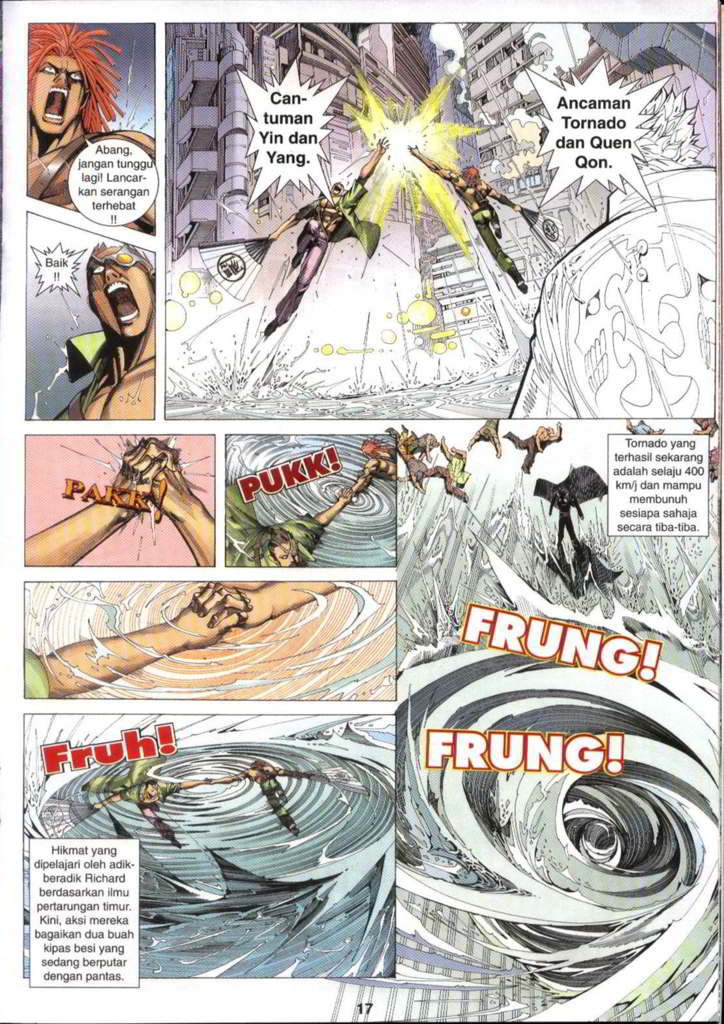 Abang,
jangan tunggu
lagi! Lancar-
kan serangan
terhebat
!!
Can-
tuman
Yin dan
Yang.
Ancaman
Tornado
dan Quen
Qon.
Baik
!!
PAKK!
PUKK!
Tornado yang
terhasil sekarang
adalah selaju 400
km/j dan mampu
membunuh
sesiapa sahaja
secara tiba-tiba.
FRUNG!
FRUNG!
Fruh!
Hikmat yang
dipelajari oleh adik-
beradik Richard
berdasarkan ilmu
pertarungan timur.
Kini, aksi mereka
bagaikan dua buah
kipas besi yang
sedang berputar
dengan pantas.
17